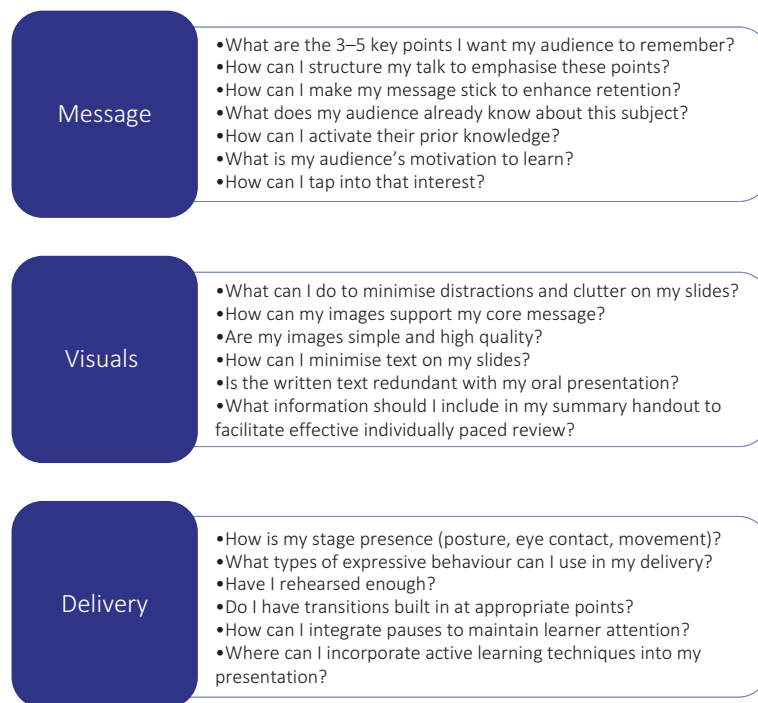 Message
•What are the 3–5 key points I want my audience to remember?
•How can I structure my talk to emphasise these points?
•How can I make my message stick to enhance retention?
•What does my audience already know about this subject?
•How can I activate their prior knowledge?
•What is my audience's motivation to learn?
•How can I tap into that interest?
Visuals
•What can I do to minimise distractions and clutter on my slides?
•How can my images support my core message?
•Are my images simple and high quality?
•How can I minimise text on my slides?
•Is the written text redundant with my oral presentation?
•What information should I include in my summary handout to
facilitate effective individually paced review?
Delivery
•How is my stage presence (posture, eye contact, movement)?
•What types of expressive behaviour can I use in my delivery?
•Have I rehearsed enough?
•Do I have transitions built in at appropriate points?
•How can I integrate pauses to maintain learner attention?
•Where can I incorporate active learning techniques into my
presentation?